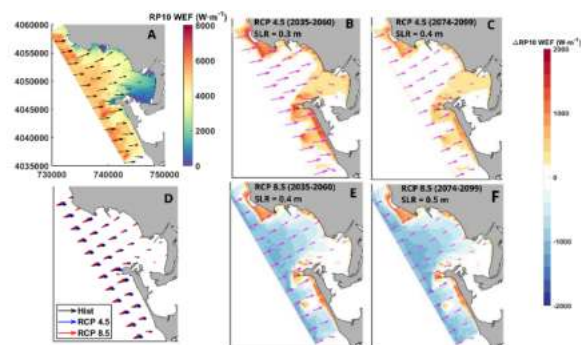 RP10 WEF (W·m⁻¹)
A
8000
6000
4000
2000
0
4060000
4055000
4050000
4045000
4040000
4035000
730000
740000
750000
B
RCP 4.5 (2035-2060)
SLR = 0.3 m
C
RCP 4.5 (2074-2099)
SLR = 0.4 m
ΔRP10 WEF (W·m⁻¹)
2000
1000
0
-1000
-2000
D
Hist
RCP 4.5
RCP 8.5
E
RCP 8.5 (2035-2060)
SLR = 0.4 m
F
RCP 8.5 (2074-2099)
SLR = 0.5 m